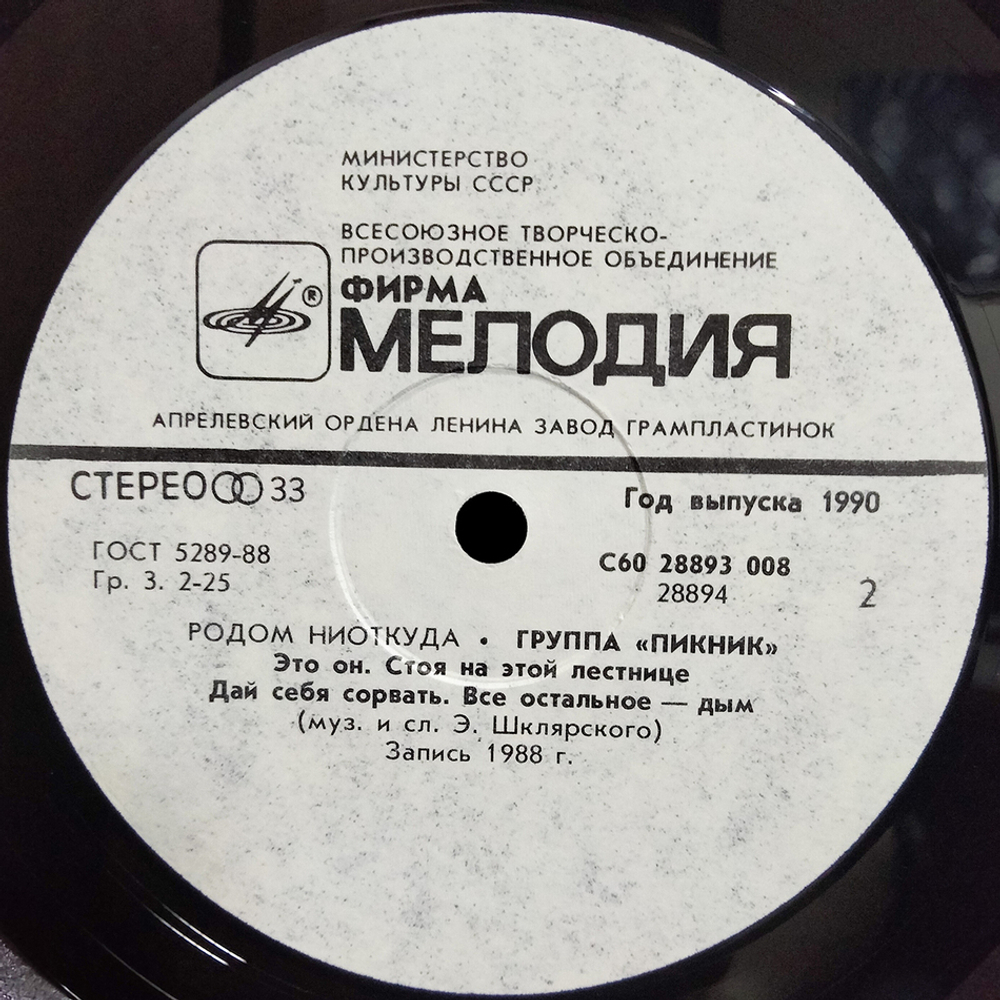 МИНИСТЕРСТВО
КУЛЬТУРЫ СССР
ВСЕСОЮЗНОЕ ТВОРЧЕСКО-
ПРОИЗВОДСТВЕННОЕ ОБЪЕДИНЕНИЕ
ФИРМА
®
МЕЛОДИЯ
АПРЕЛЕВСКИЙ ОРДЕНА ЛЕНИНА ЗАВОД ГРАМПЛАСТИНОК
СТЕРЕО 33
Год выпуска 1990
ГОСТ 5289-88
Гр. 3. 2-25
С60 28893 008
28894
2
РОДОМ НИОТКУДА • ГРУППА «ПИКНИК»
Это он. Стоя на этой лестнице
Дай себя сорвать. Все остальное — дым
(муз. и сл. Э. Шклярского)
Запись 1988 г.